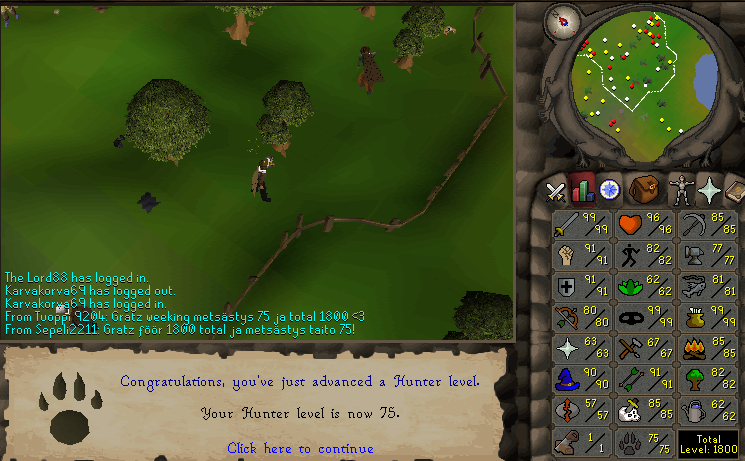 The Lord88 has logged in.
Karvakorva69 has logged out.
Karvakorva69 has logged in.
From Tuoppi 9204: Gratz weeking metsästys 75 ja total 1800 <3
From Sepeli2211: Gratz föör 1800 total ja metsästys taito 75!
Congratulations, you've just advanced a Hunter level.
Your Hunter level is now 75.
Click here to continue
99/99 96/96 85/85
91/91 82/82 77/77
91/91 62/62 81/81
80/80 99/99 99/99
63/63 67/67 85/85
90/90 91/91 82/82
57/57 85/85 62/62
1/1 75/75 Total
Level: 1800